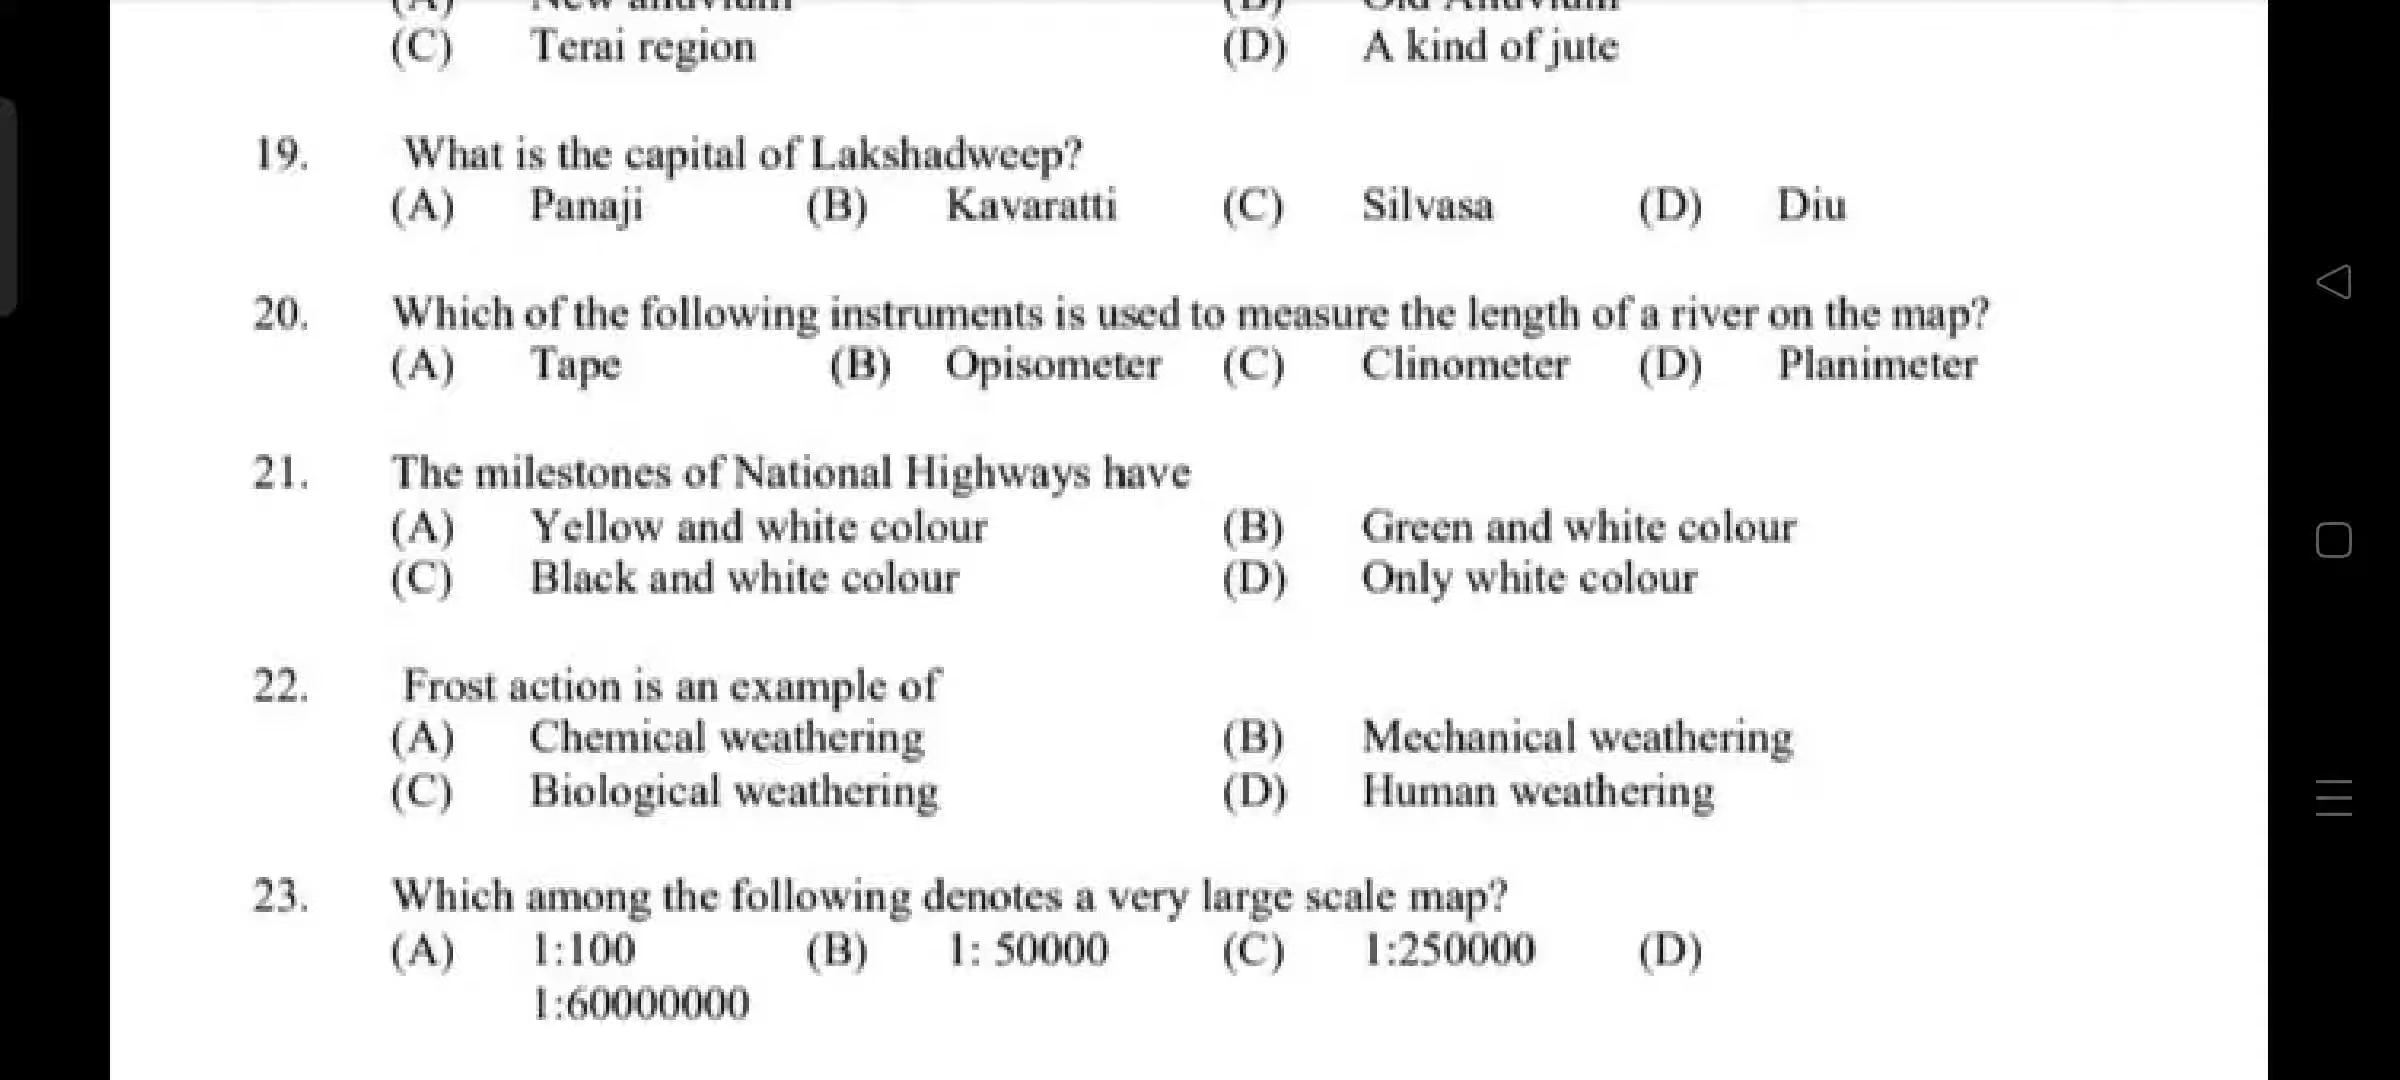 (A) New alluvium (B) Old Alluvium
(C) Terai region (D) A kind of jute
19. What is the capital of Lakshadweep?
(A) Panaji (B) Kavaratti (C) Silvasa (D) Diu
20. Which of the following instruments is used to measure the length of a river on the map?
(A) Tape (B) Opisometer (C) Clinometer (D) Planimeter
21. The milestones of National Highways have
(A) Yellow and white colour (B) Green and white colour
(C) Black and white colour (D) Only white colour
22. Frost action is an example of
(A) Chemical weathering (B) Mechanical weathering
(C) Biological weathering (D) Human weathering
23. Which among the following denotes a very large scale map?
(A) 1:100 (B) 1: 50000 (C) 1:250000 (D)
1:60000000